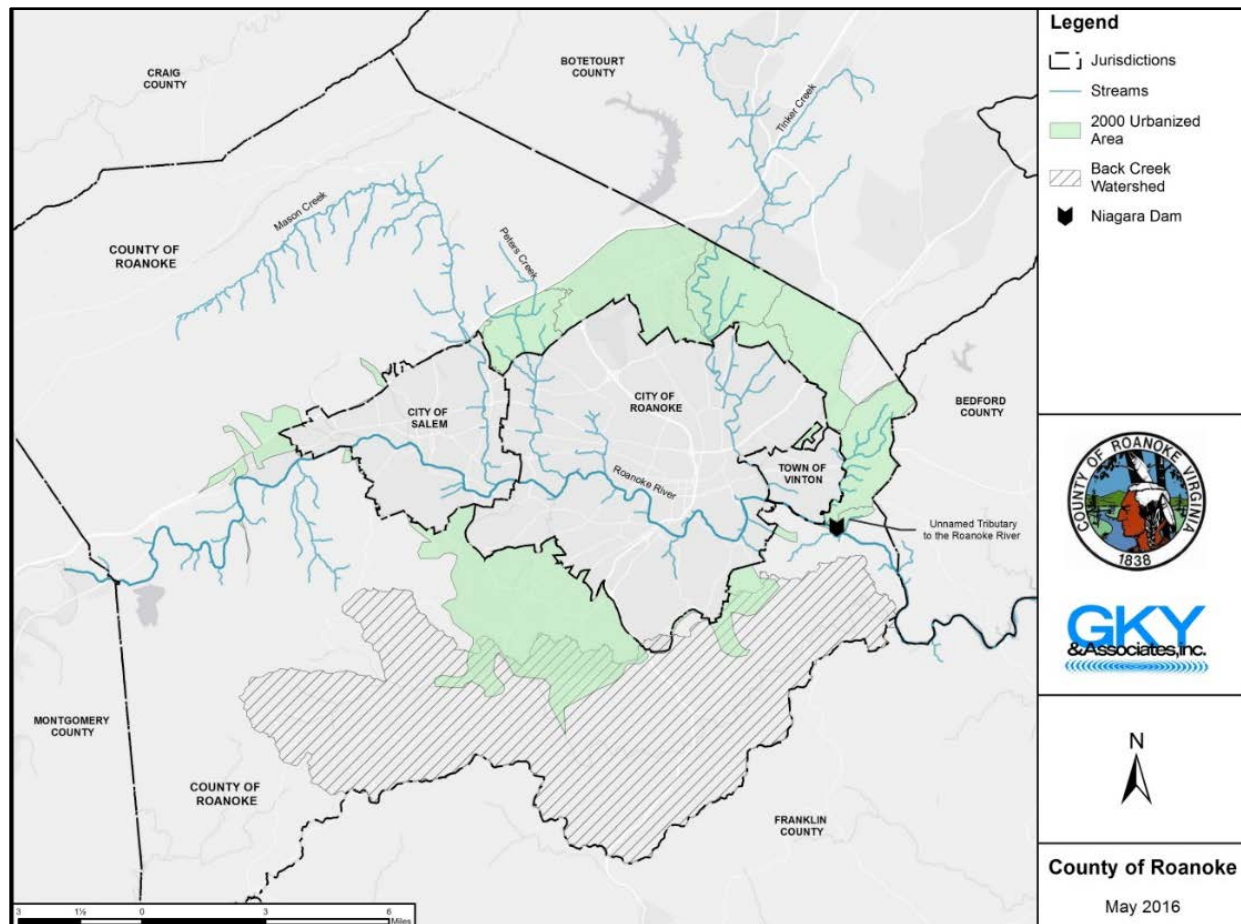 CRAIG
COUNTY
BOTETOURT
COUNTY
Tinker Creek
Mason Creek
Peters Creek
COUNTY OF
ROANOKE
CITY OF
SALEM
CITY OF
ROANOKE
BEDFORD
COUNTY
TOWN OF
VINTON
Roanoke River
Unnamed Tributary
to the Roanoke River
MONTGOMERY
COUNTY
COUNTY OF
ROANOKE
FRANKLIN
COUNTY
3 1½ 0 3 6
Miles
Legend
Jurisdictions
Streams
2000 Urbanized
Area
Back Creek
Watershed
Niagara Dam
COUNTY OF ROANOKE VIRGINIA
1838
GKY
& Associates, inc.
N
County of Roanoke
May 2016